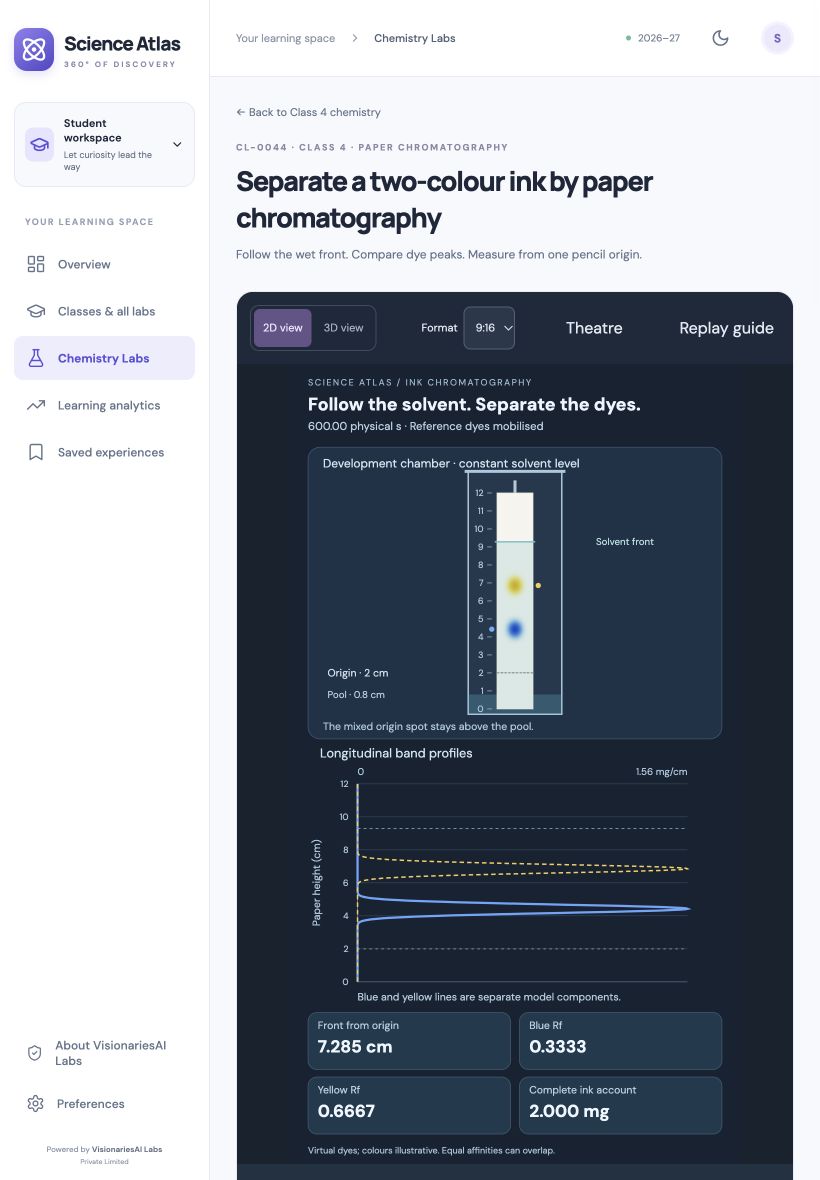 Science Atlas
360° OF DISCOVERY
Student
workspace
Let curiosity lead the
way
YOUR LEARNING SPACE
Overview
Classes & all labs
Chemistry Labs
Learning analytics
Saved experiences
About VisionariesAI
Labs
Preferences
Powered by VisionariesAI Labs
Private Limited
Your learning space
Chemistry Labs
2026–27
S
← Back to Class 4 chemistry
CL-0044 · CLASS 4 · PAPER CHROMATOGRAPHY
Separate a two-colour ink by paper
chromatography
Follow the wet front. Compare dye peaks. Measure from one pencil origin.
2D view
3D view
Format
9:16
Theatre
Replay guide
SCIENCE ATLAS / INK CHROMATOGRAPHY
Follow the solvent. Separate the dyes.
600.00 physical s · Reference dyes mobilised
Development chamber · constant solvent level
12
11
10
9
Solvent front
8
7
6
5
4
3
2
Origin · 2 cm
1
Pool · 0.8 cm
0
The mixed origin spot stays above the pool.
Longitudinal band profiles
0
1.56 mg/cm
12
10
8
6
4
2
0
Paper height (cm)
Blue and yellow lines are separate model components.
Front from origin
7.285 cm
Blue Rf
0.3333
Yellow Rf
0.6667
Complete ink account
2.000 mg
Virtual dyes; colours illustrative. Equal affinities can overlap.